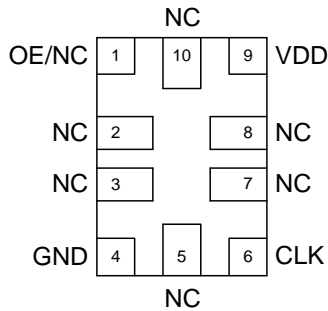 NC
OE/NC 1 10 9 VDD
NC 2 8 NC
NC 3 7 NC
GND 4 5 6 CLK
NC